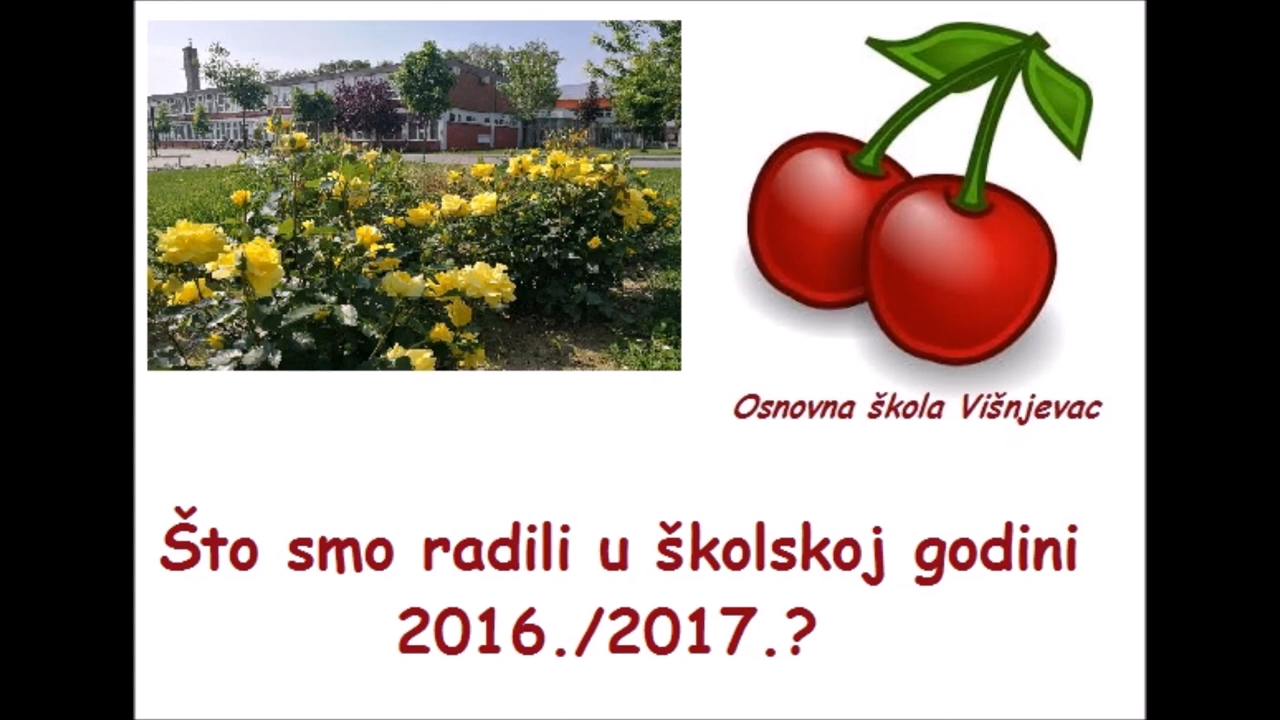 Osnovna škola Višnjevac
Što smo radili u školskoj godini
2016./2017.?